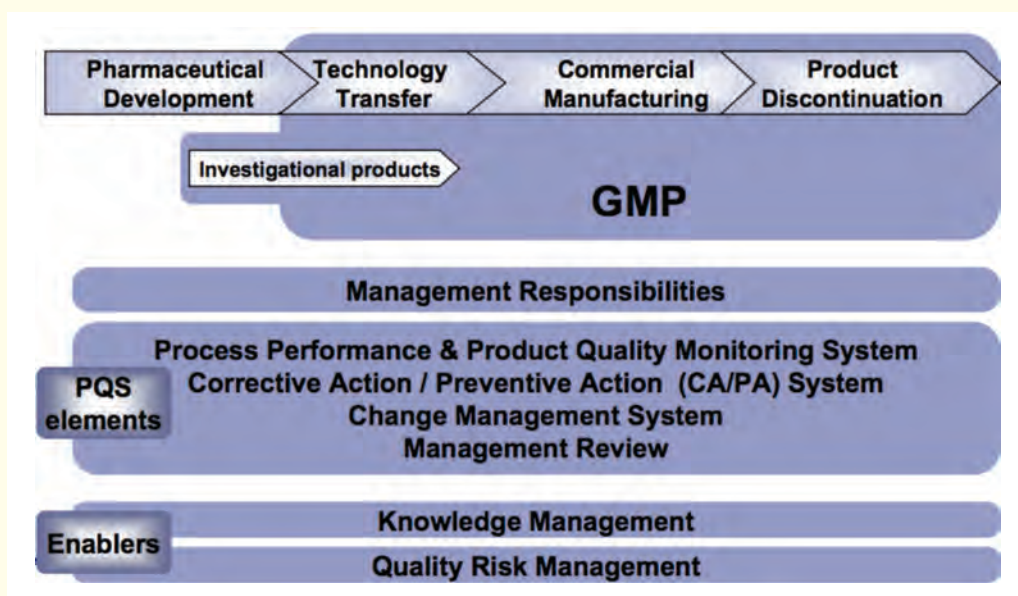 Pharmaceutical
Development
Technology
Transfer
Commercial
Manufacturing
Product
Discontinuation
Investigational products
GMP
Management Responsibilities
PQS
elements
Process Performance & Product Quality Monitoring System
Corrective Action / Preventive Action (CA/PA) System
Change Management System
Management Review
Enablers
Knowledge Management
Quality Risk Management